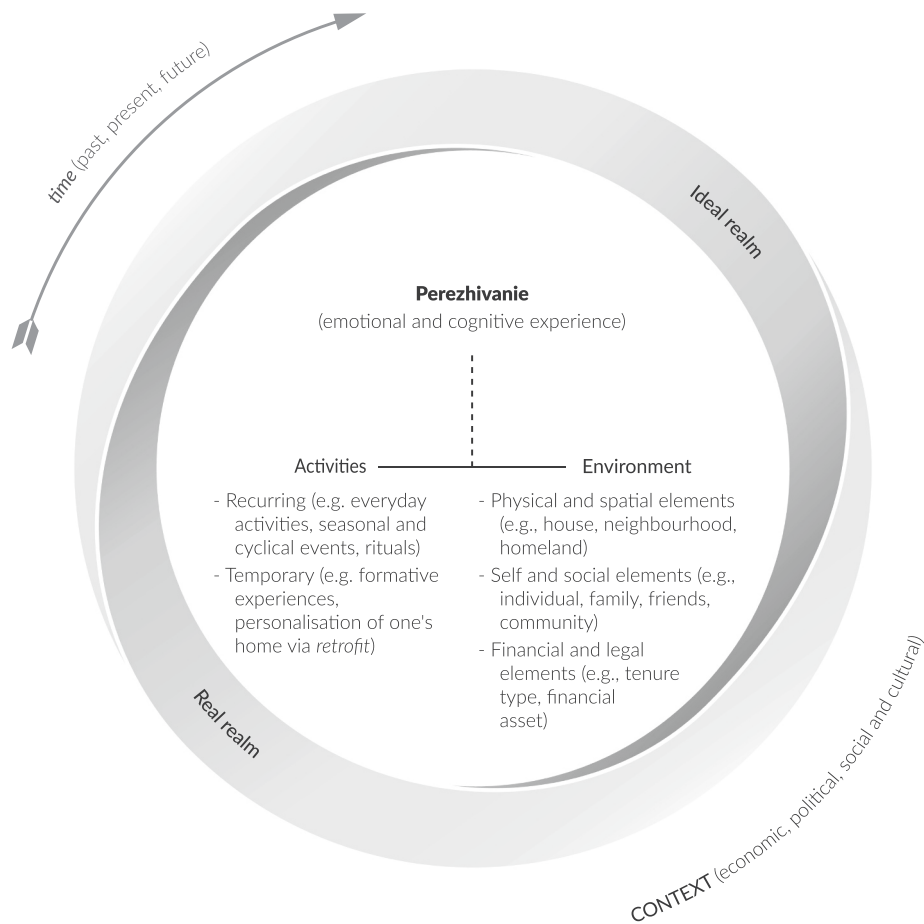 time (past, present, future)
Ideal realm
Perezhivanie
(emotional and cognitive experience)
Activities
- Recurring (e.g. everyday
activities, seasonal and
cyclical events, rituals)
- Temporary (e.g. formative
experiences,
personalisation of one's
home via retrofit)
Environment
- Physical and spatial elements
(e.g., house, neighbourhood,
homeland)
- Self and social elements (e.g.,
individual, family, friends,
community)
- Financial and legal
elements (e.g., tenure
type, financial
asset)
Real realm
CONTEXT (economic, political, social and cultural)